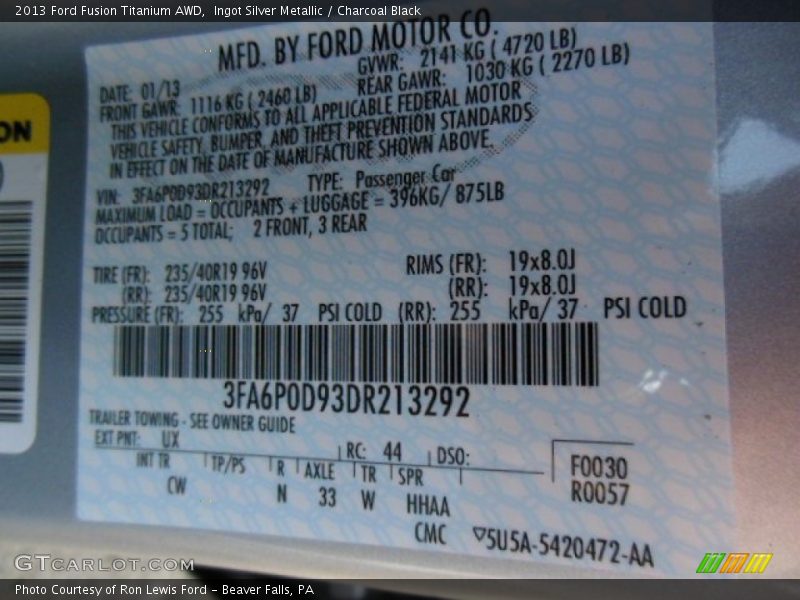 2013 Ford Fusion Titanium AWD,  Ingot Silver Metallic / Charcoal Black
MFD. BY FORD MOTOR CO.
DATE: 01/13 GVWR: 2141 KG ( 4720 LB)
FRONT GAWR: 1116 KG ( 2460 LB) REAR GAWR: 1030 KG ( 2270 LB)
THIS VEHICLE CONFORMS TO ALL APPLICABLE FEDERAL MOTOR
VEHICLE SAFETY, BUMPER, AND THEFT PREVENTION STANDARDS
IN EFFECT ON THE DATE OF MANUFACTURE SHOWN ABOVE.
VIN: 3FA6P0D93DR213292 TYPE: Passenger Car
MAXIMUM LOAD = OCCUPANTS + LUGGAGE = 396KG/ 875LB
OCCUPANTS = 5 TOTAL; 2 FRONT, 3 REAR
TIRE (FR): 235/40R19 96V RIMS (FR): 19x8.0J
(RR): 235/40R19 96V (RR): 19x8.0J
PRESSURE (FR): 255 kPa/ 37 PSI COLD (RR): 255 kPa/ 37 PSI COLD
3FA6P0D93DR213292
TRAILER TOWING - SEE OWNER GUIDE
EXT PNT: UX RC: 44 DSO:
INT TR TP/PS R AXLE TR SPR
CW N 33 W HHAA
CMC
F0030
R0057
▽5U5A-5420472-AA
ON
GTCARLOT.COM
Photo Courtesy of Ron Lewis Ford – Beaver Falls, PA